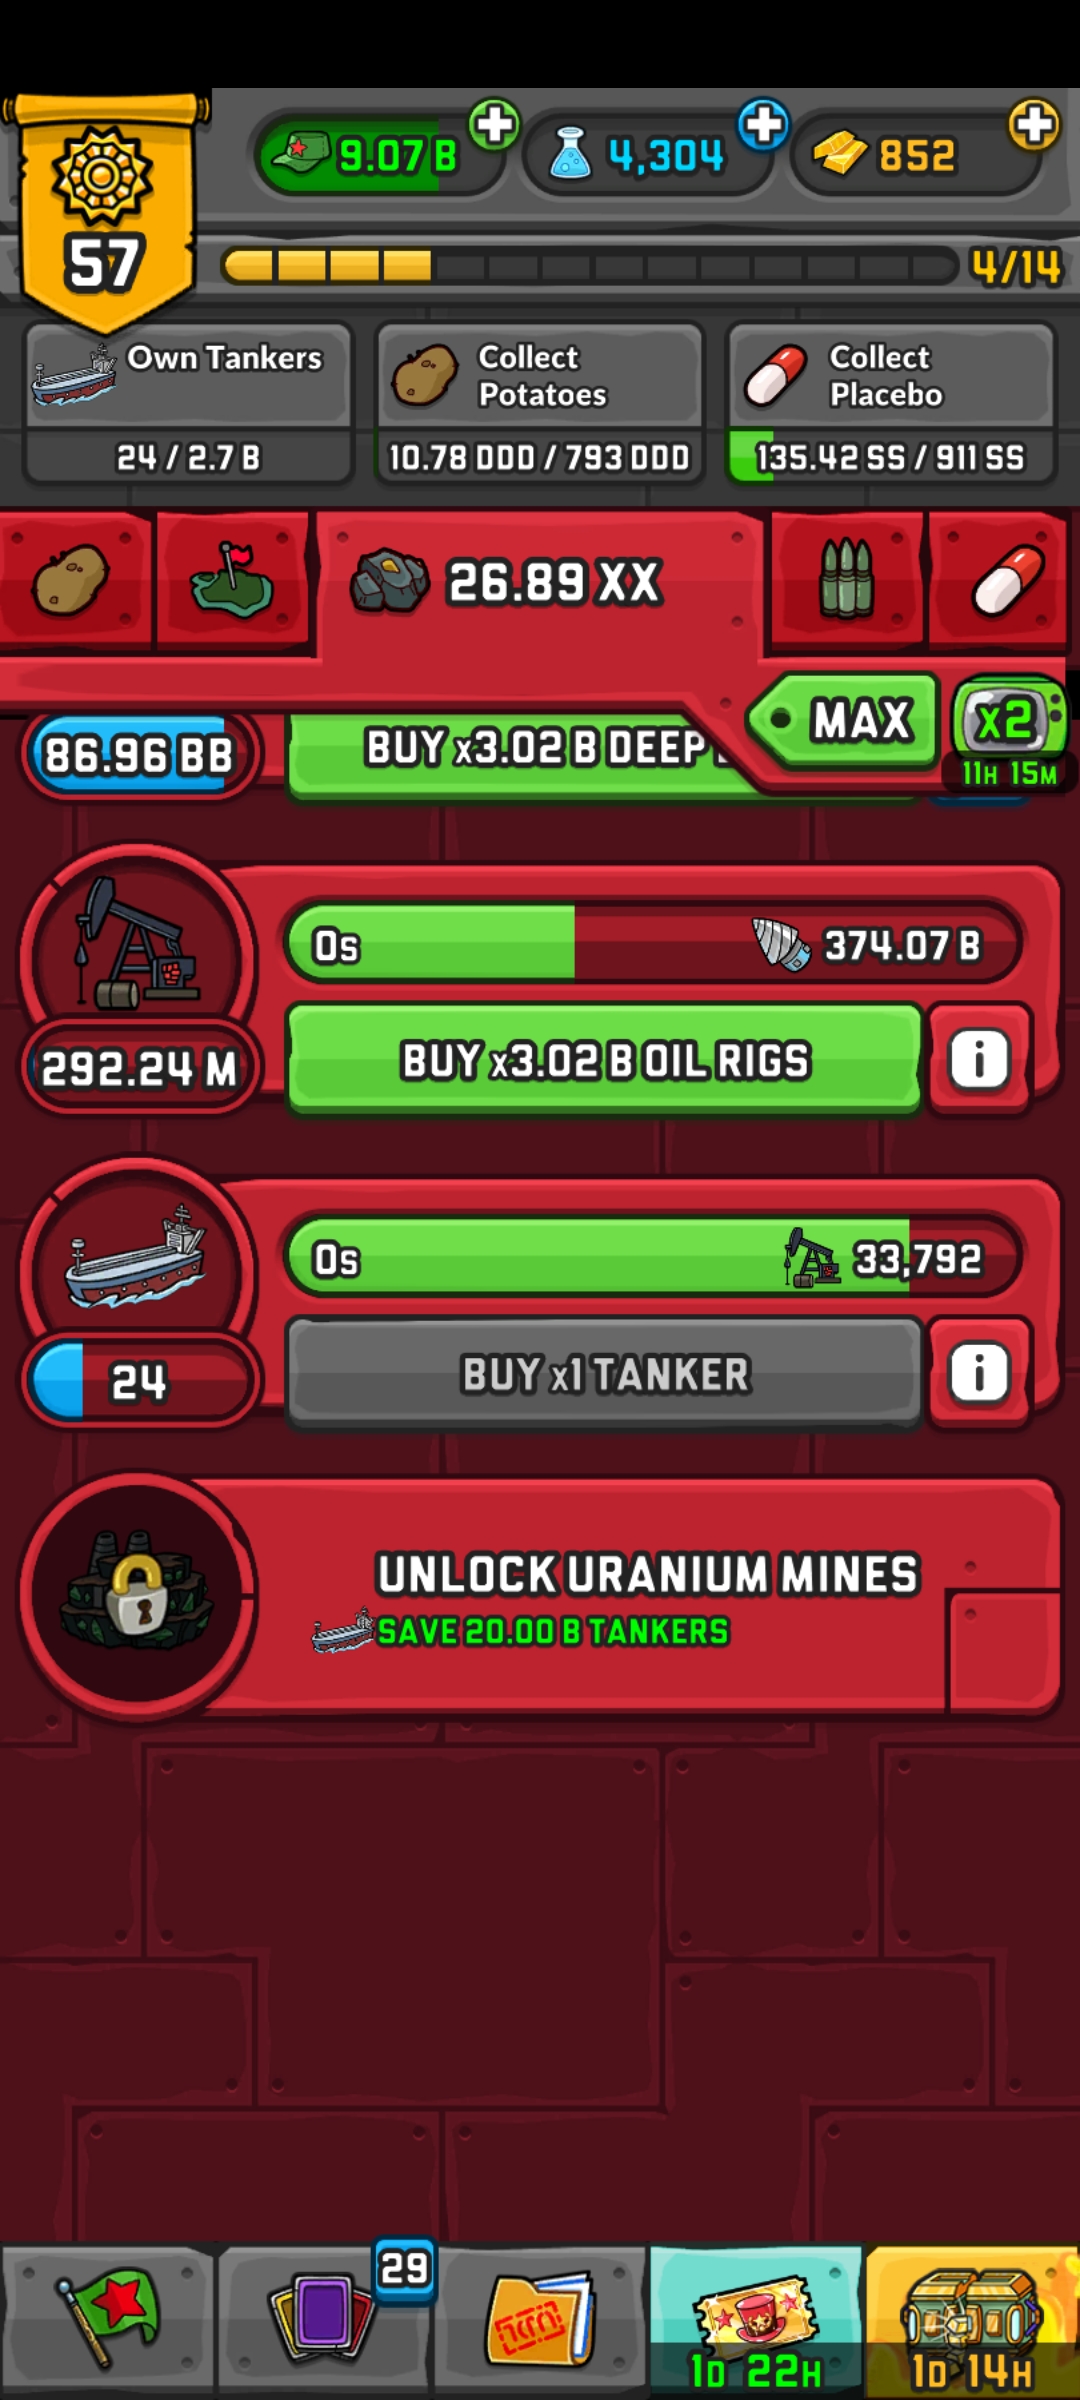 9.07 B
4,304
852
57
4/14
Own Tankers
24 / 2.7 B
Collect
Potatoes
10.78 DDD / 793 DDD
Collect
Placebo
135.42 SS / 911 SS
26.89 XX
MAX
x2
11H 15M
86.96 BB
BUY x3.02 B DEEP
0s
374.07 B
292.24 M
BUY x3.02 B OIL RIGS
i
0s
33,792
24
BUY x1 TANKER
i
UNLOCK URANIUM MINES
SAVE 20.00 B TANKERS
29
1D 22H
1D 14H